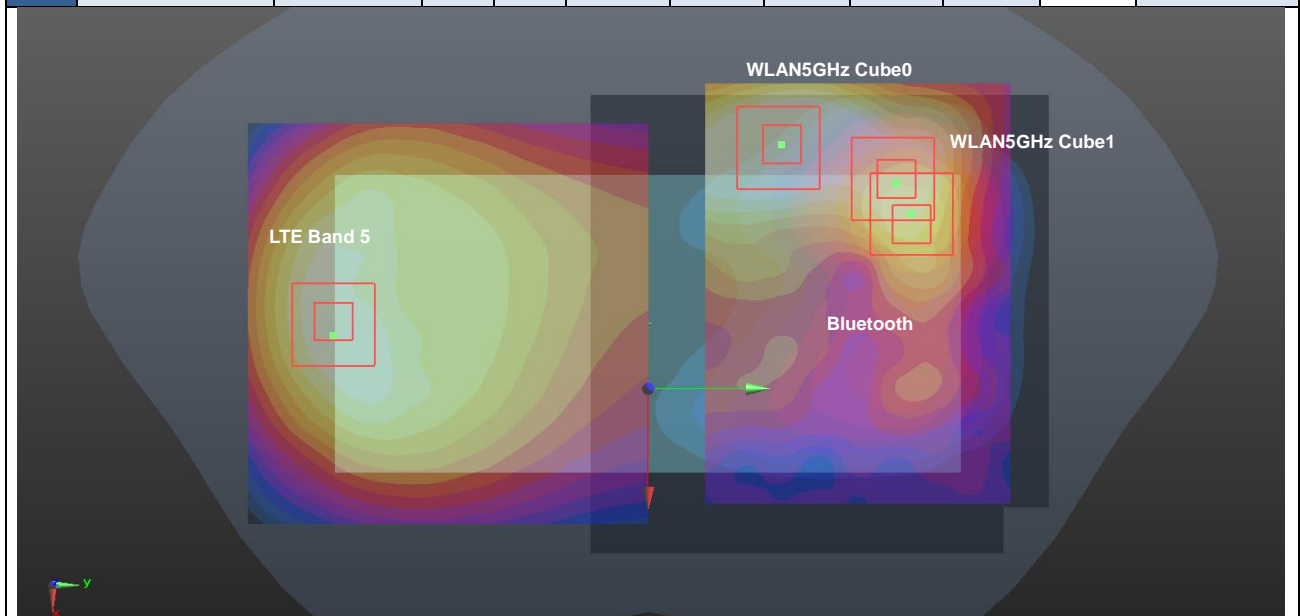 WLAN5GHz Cube0
WLAN5GHz Cube1
LTE Band 5
Bluetooth
y
x